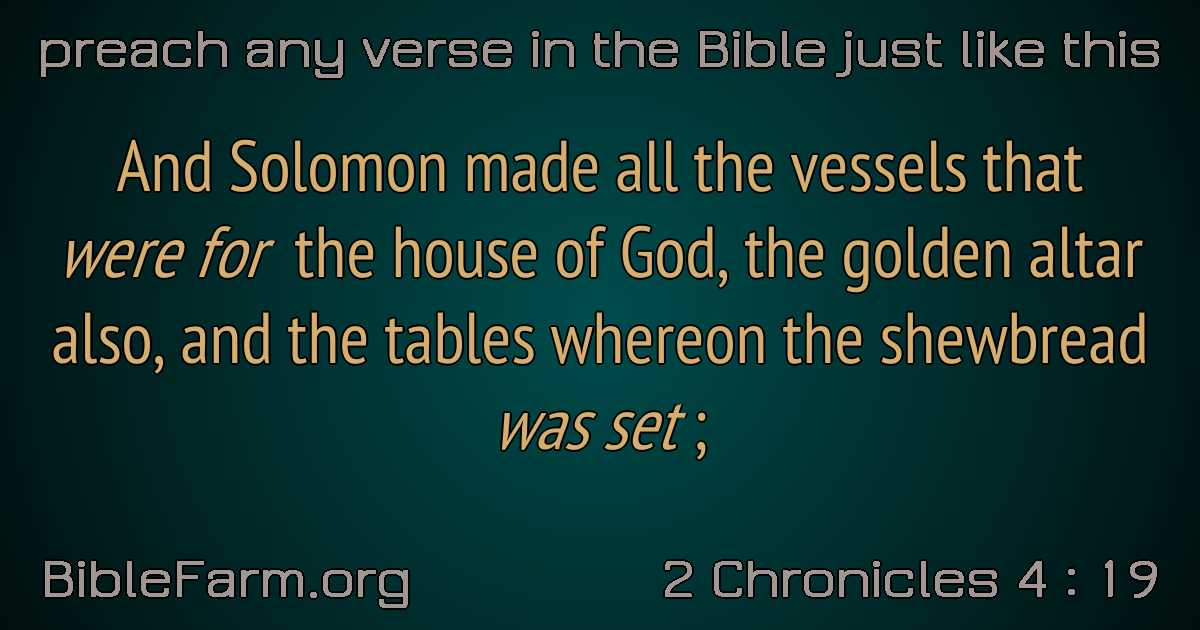 preach any verse in the Bible just like this
And Solomon made all the vessels that
were for the house of God, the golden altar
also, and the tables whereon the shewbread
was set ;
BibleFarm.org
2 Chronicles 4 : 19